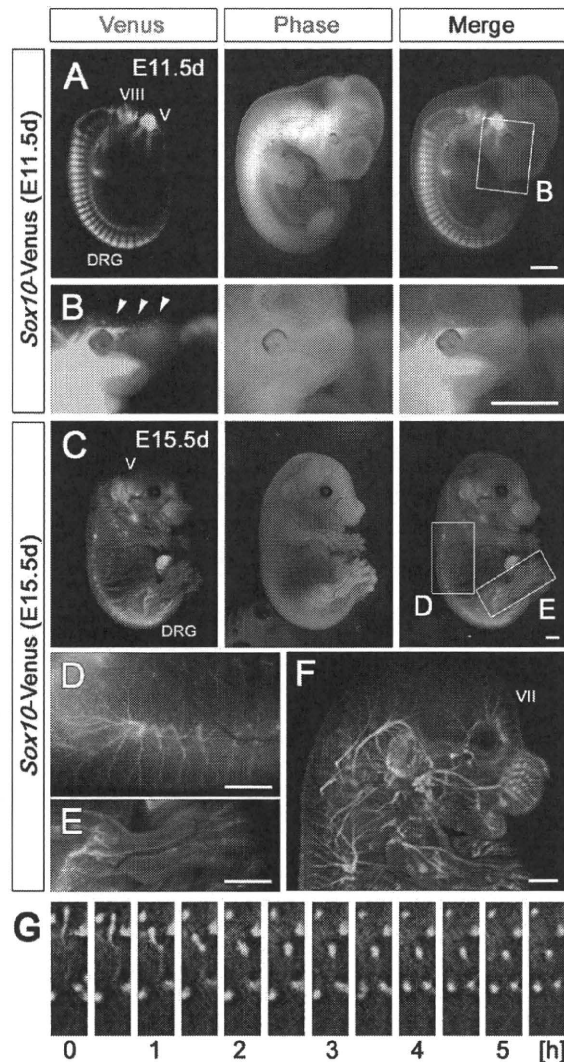 Venus Phase Merge
Sox10-Venus (E11.5d)
A E11.5d
VIII
V
DRG
B
B
Sox10-Venus (E15.5d)
C E15.5d
V
DRG
D
E
D
E
F
VII
G
0 1 2 3 4 5 [h]